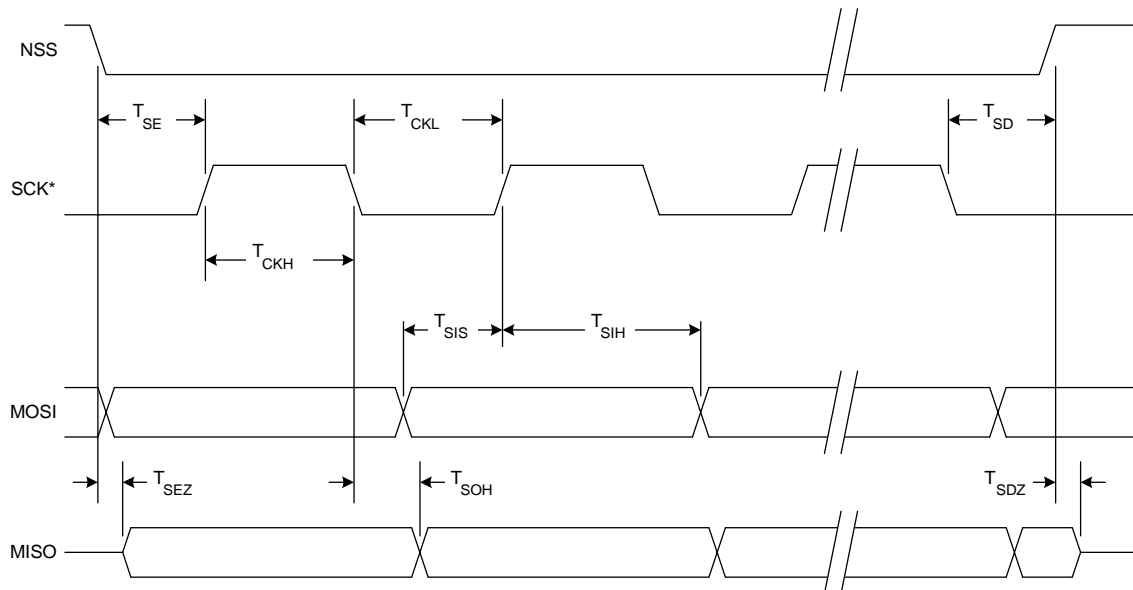 NSS
T_SE
T_CKL
T_SD
SCK*
T_CKH
T_SIS
T_SIH
MOSI
T_SEZ
T_SOH
T_SDZ
MISO